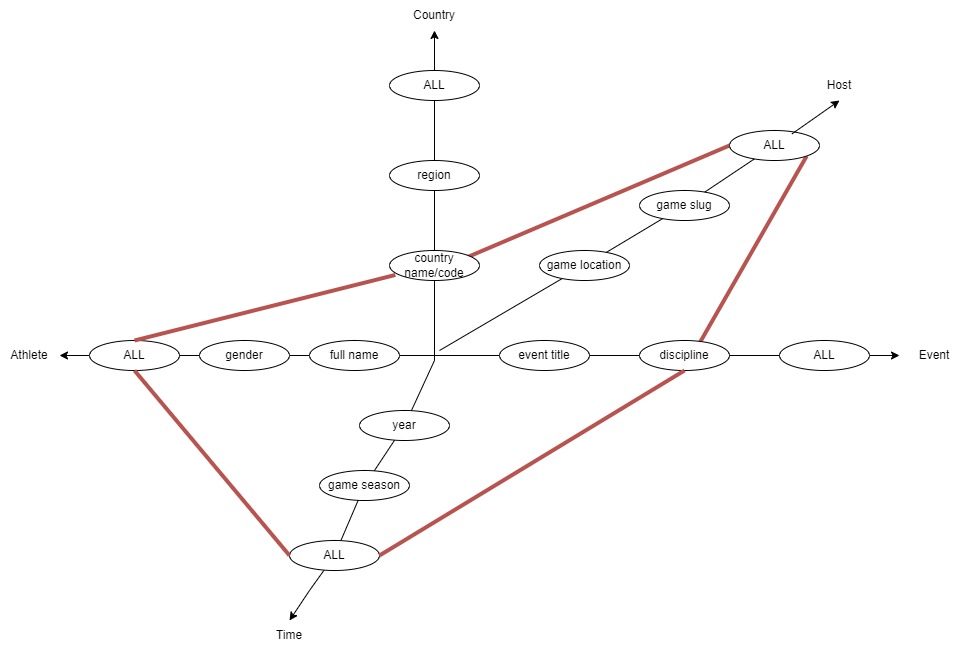 Country
ALL
Host
ALL
region
game slug
country
name/code
game location
Athlete
ALL
gender
full name
event title
discipline
ALL
Event
year
game season
ALL
Time